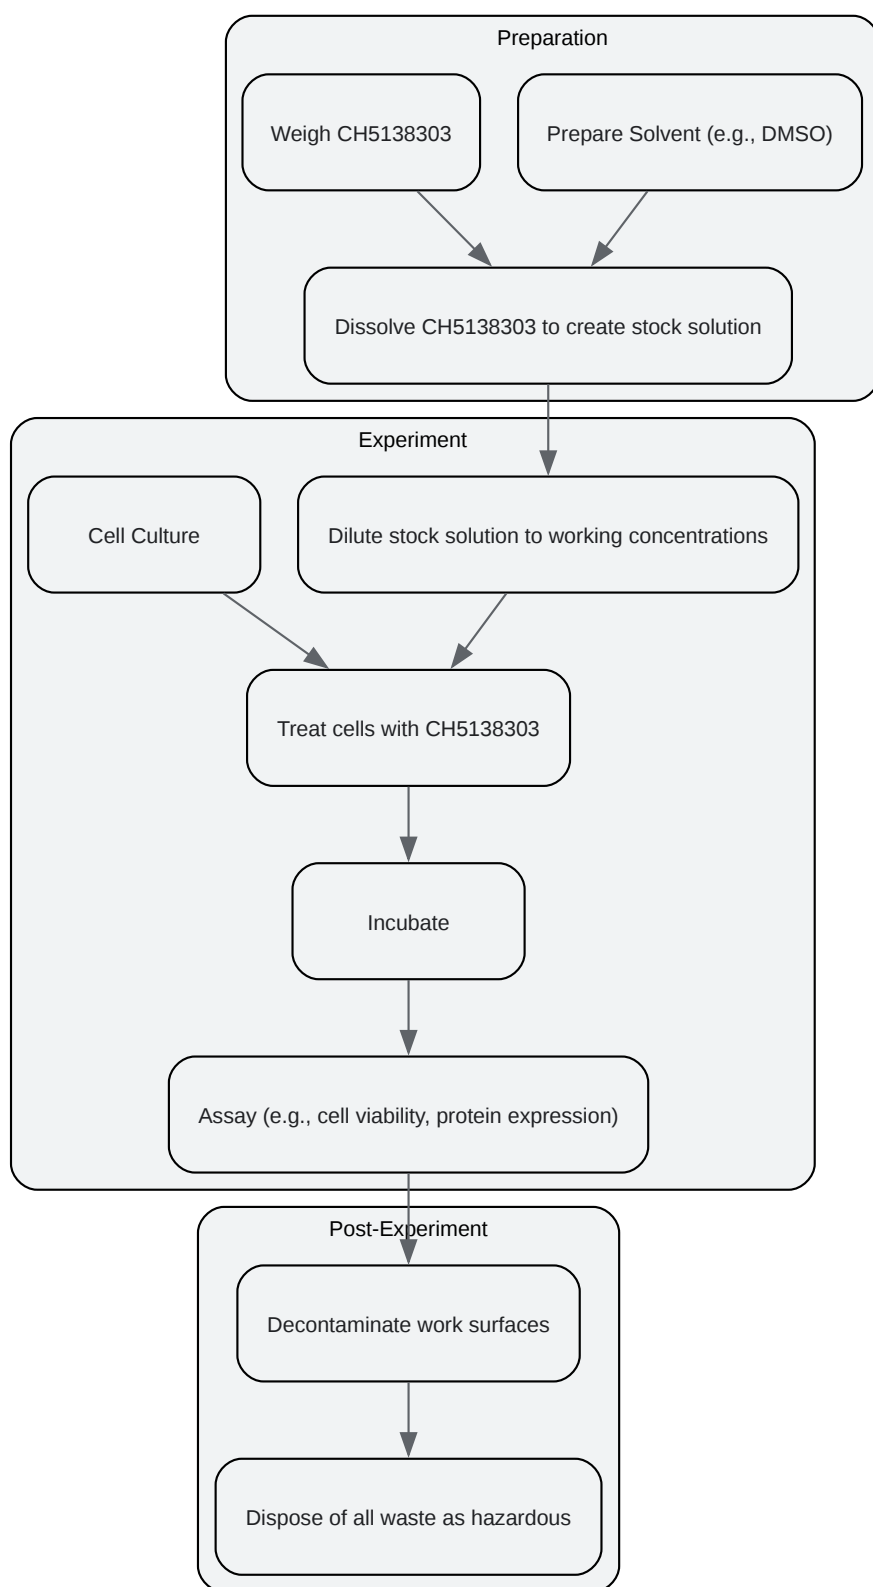 Preparation
Weigh CH5138303
Prepare Solvent (e.g., DMSO)
Dissolve CH5138303 to create stock solution
Experiment
Cell Culture
Dilute stock solution to working concentrations
Treat cells with CH5138303
Incubate
Assay (e.g., cell viability, protein expression)
Post-Experiment
Decontaminate work surfaces
Dispose of all waste as hazardous